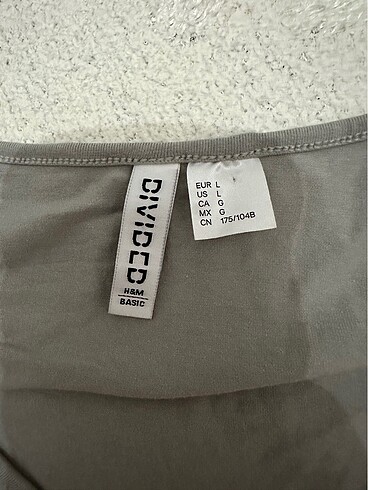 DIVIDED
H&M
BASIC
EUR L
US L
CA G
MX G
CN 175/104B